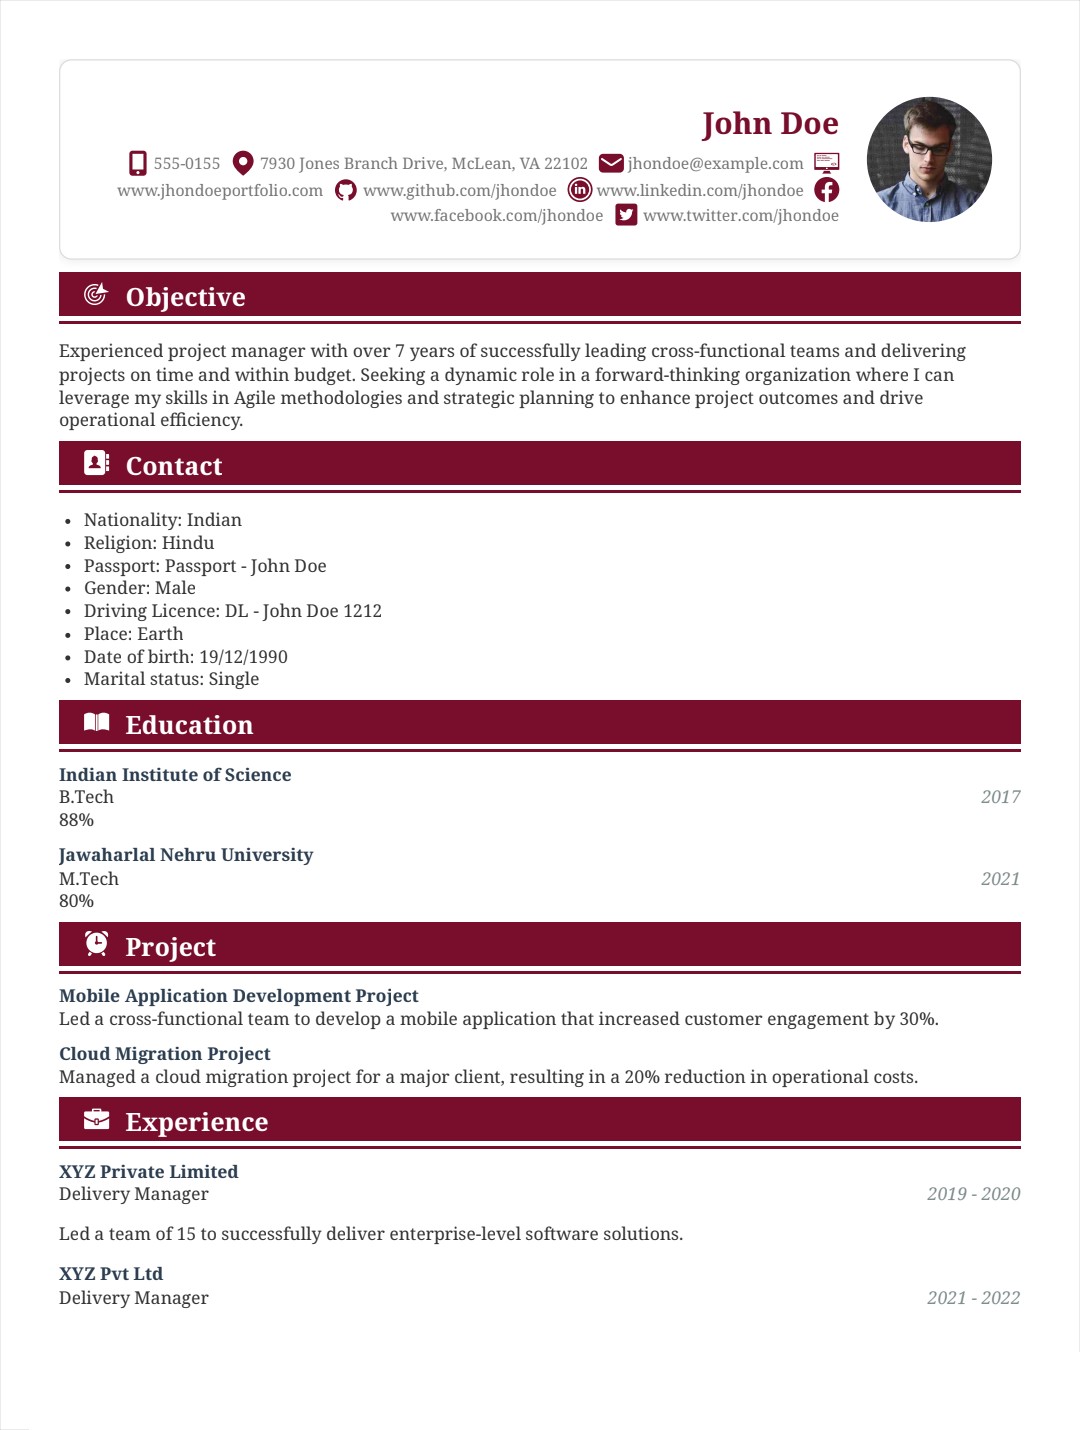 John Doe
555-0155 7930 Jones Branch Drive, McLean, VA 22102 jhondoe@example.com
www.jhondoeportfolio.com www.github.com/jhondoe www.linkedin.com/jhondoe
www.facebook.com/jhondoe www.twitter.com/jhondoe
Objective
Experienced project manager with over 7 years of successfully leading cross-functional teams and delivering
projects on time and within budget. Seeking a dynamic role in a forward-thinking organization where I can
leverage my skills in Agile methodologies and strategic planning to enhance project outcomes and drive
operational efficiency.
Contact
• Nationality: Indian
• Religion: Hindu
• Passport: Passport - John Doe
• Gender: Male
• Driving Licence: DL - John Doe 1212
• Place: Earth
• Date of birth: 19/12/1990
• Marital status: Single
Education
Indian Institute of Science
B.Tech 2017
88%
Jawaharlal Nehru University
M.Tech 2021
80%
Project
Mobile Application Development Project
Led a cross-functional team to develop a mobile application that increased customer engagement by 30%.
Cloud Migration Project
Managed a cloud migration project for a major client, resulting in a 20% reduction in operational costs.
Experience
XYZ Private Limited
Delivery Manager 2019 - 2020
Led a team of 15 to successfully deliver enterprise-level software solutions.
XYZ Pvt Ltd
Delivery Manager 2021 - 2022